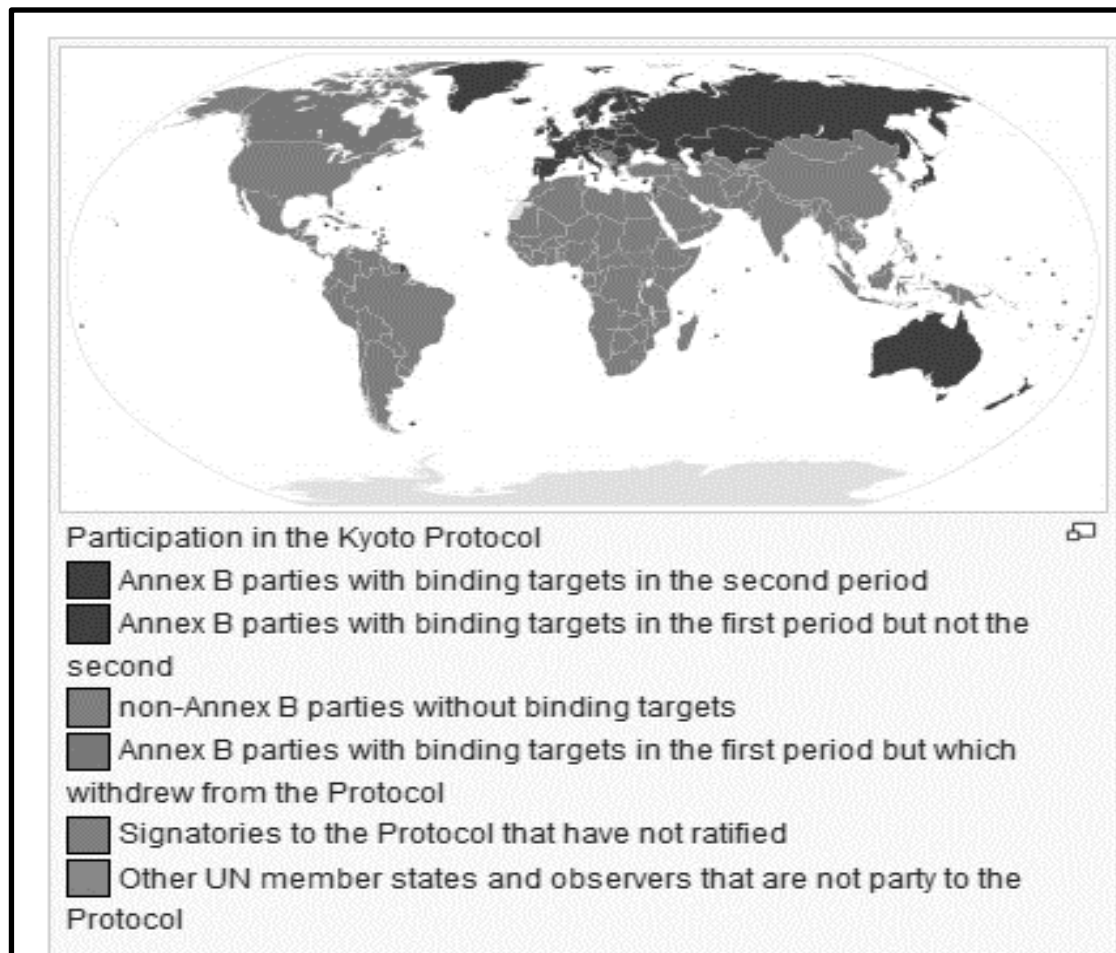 Participation in the Kyoto Protocol
Annex B parties with binding targets in the second period
Annex B parties with binding targets in the first period but not the
second
non-Annex B parties without binding targets
Annex B parties with binding targets in the first period but which
withdrew from the Protocol
Signatories to the Protocol that have not ratified
Other UN member states and observers that are not party to the
Protocol